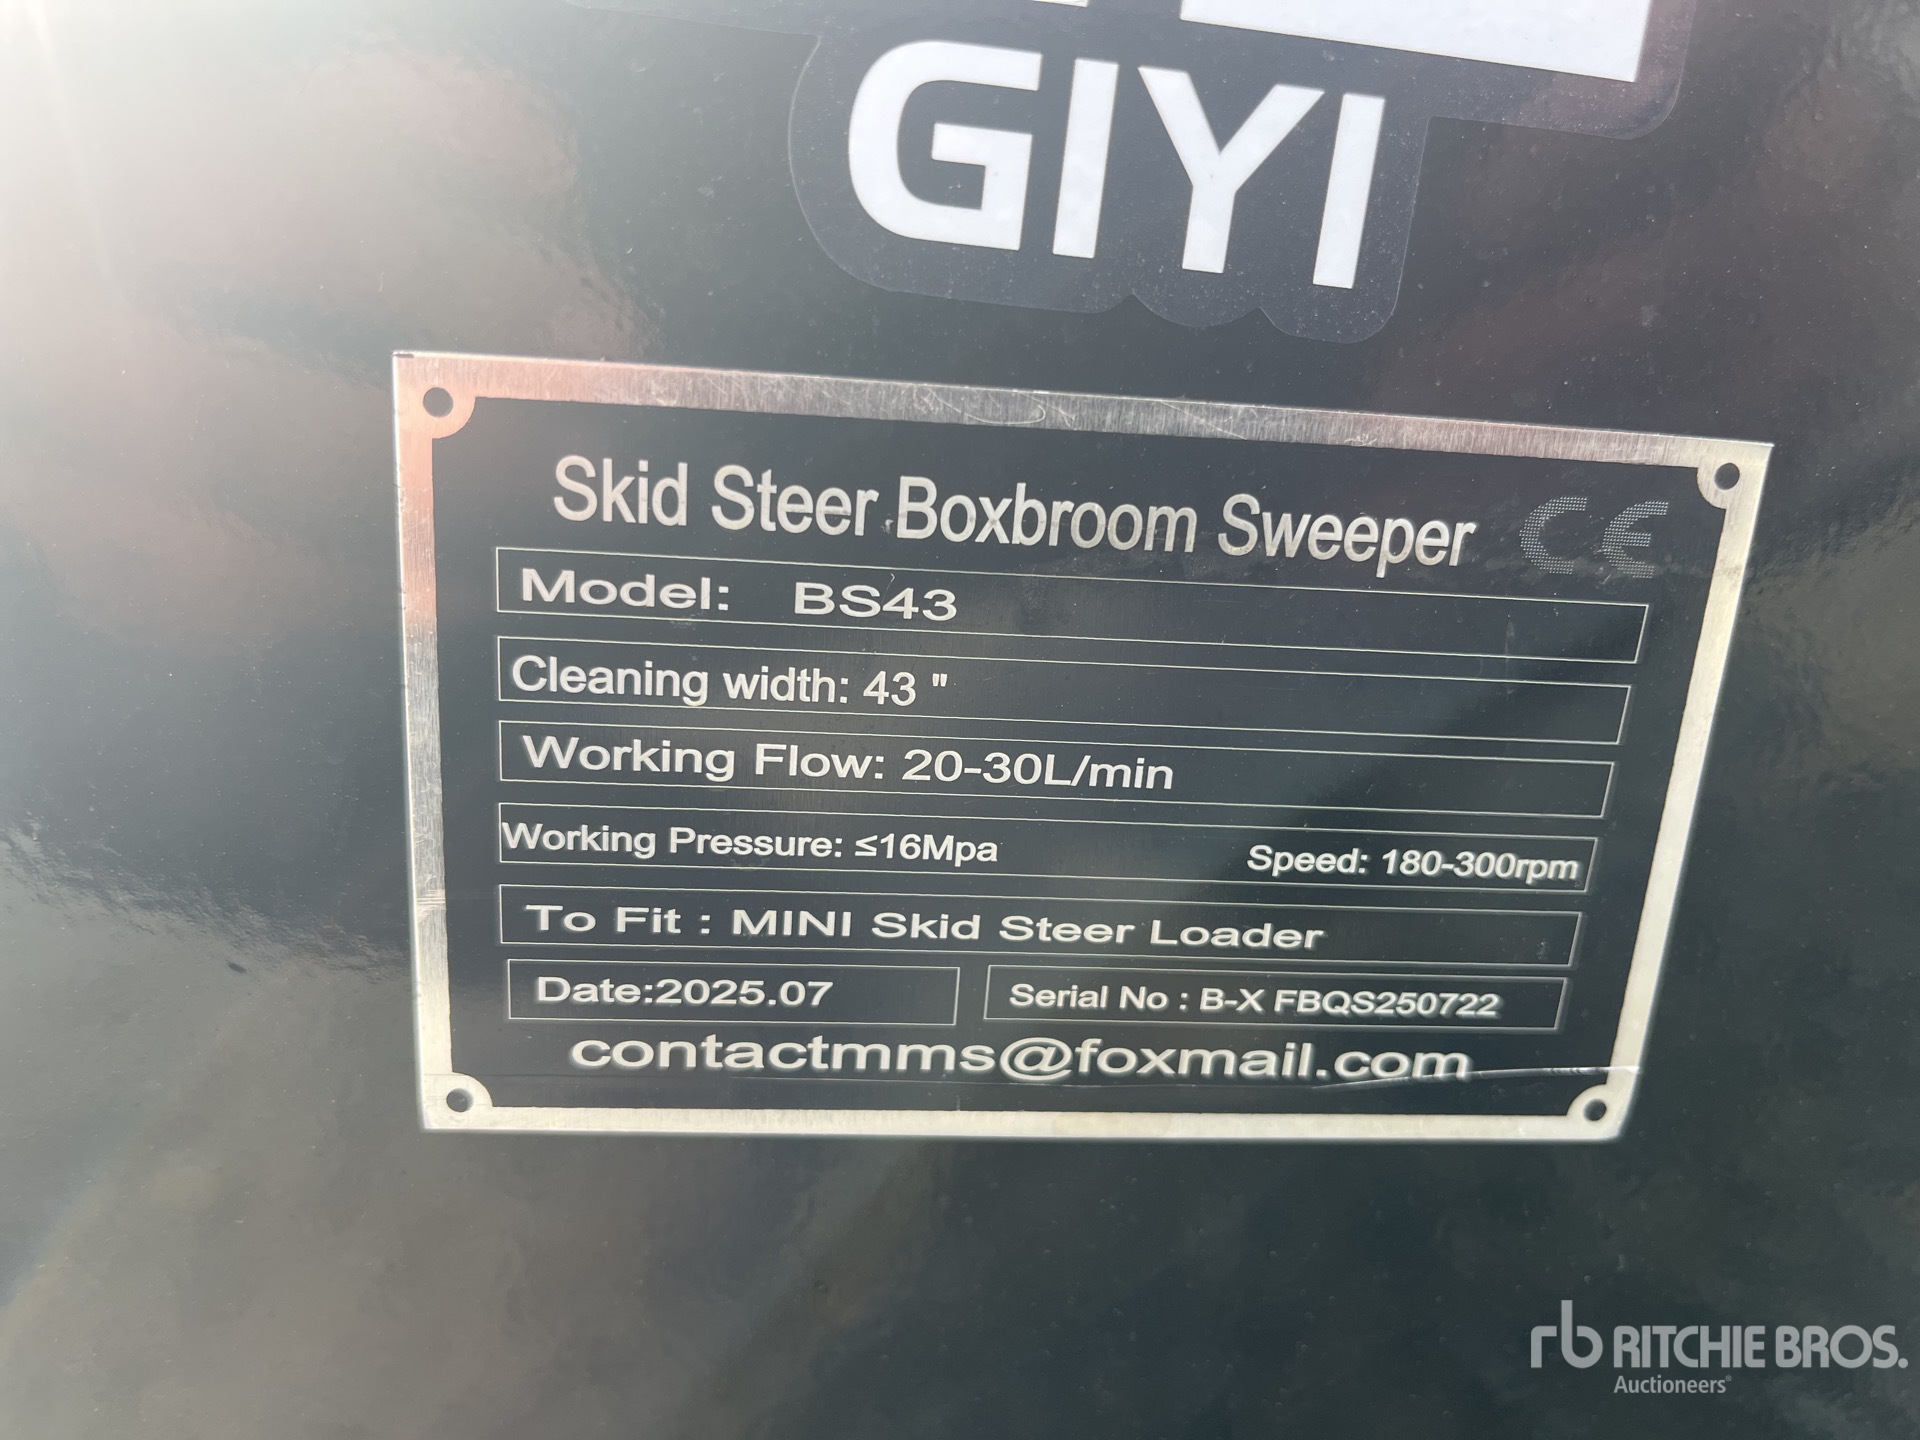 GIYI
Skid Steer Boxbroom Sweeper CE
Model: BS43
Cleaning width: 43 "
Working Flow: 20-30L/min
Working Pressure: ≤16Mpa Speed: 180-300rpm
To Fit : MINI Skid Steer Loader
Date:2025.07 Serial No : B-X FBQS250722
contactmms@foxmail.com
rb RITCHIE BROS.
Auctioneers®